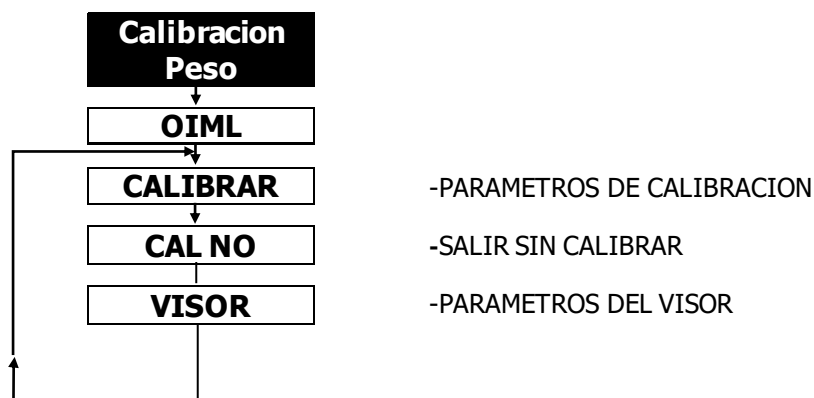 Calibracion
Peso
OIML
CALIBRAR -PARAMETROS DE CALIBRACION
CAL NO -SALIR SIN CALIBRAR
VISOR -PARAMETROS DEL VISOR